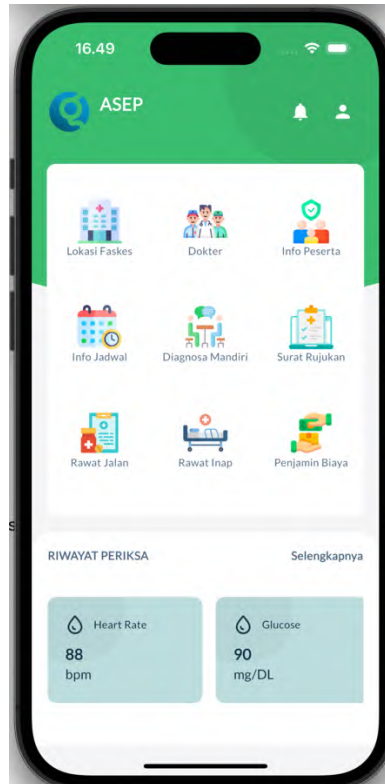 16.49
ASEP
Lokasi Faskes Dokter Info Peserta
Info Jadwal Diagnosa Mandiri Surat Rujukan
Rawat Jalan Rawat Inap Penjamin Biaya
s
RIWAYAT PERIKSA Selengkapnya
Heart Rate Glucose
88 90
bpm mg/DL